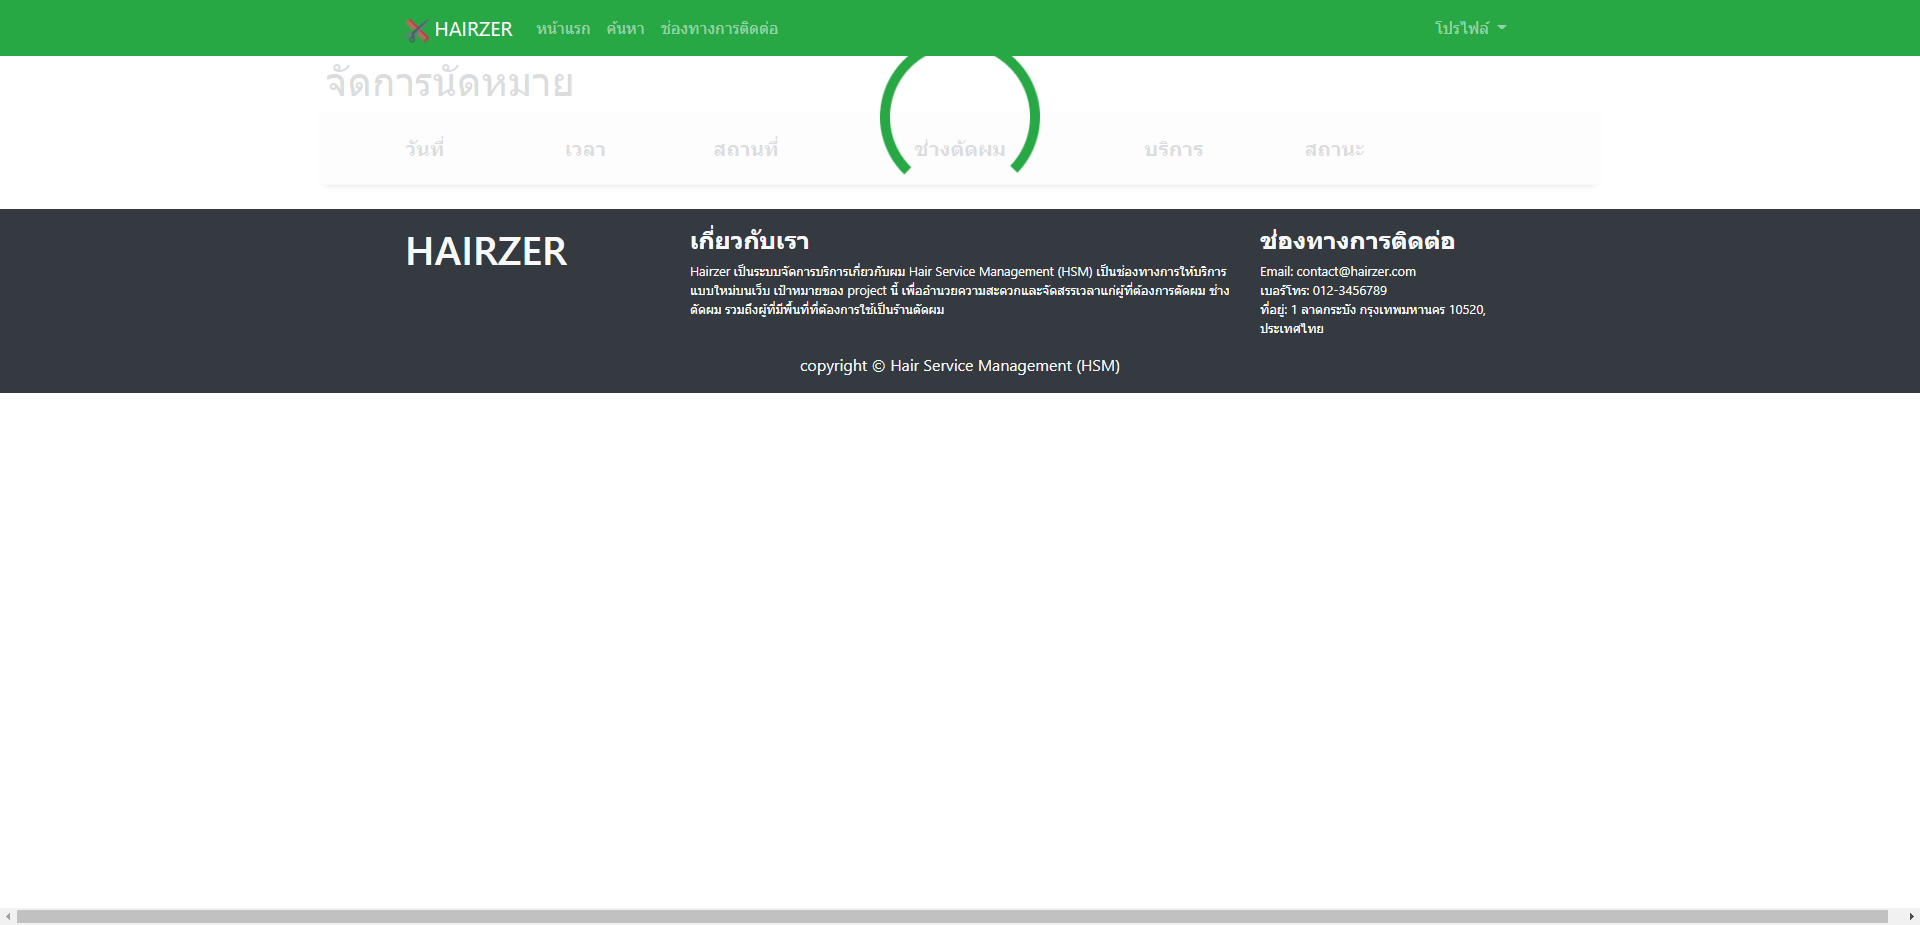 HAIRZER หน้าแรก ค้นหา ช่องทางการติดต่อ โปรไฟล์
จัดการนัดหมาย
วันที่ เวลา สถานที่ ช่างตัดผม บริการ สถานะ
HAIRZER
เกี่ยวกับเรา
Hairzer เป็นระบบจัดการบริการเกี่ยวกับผม Hair Service Management (HSM) เป็นช่องทางการให้บริการ
แบบใหม่บนเว็บ เป้าหมายของ project นี้ เพื่ออำนวยความสะดวกและจัดสรรเวลาแก่ผู้ที่ต้องการตัดผม ช่าง
ตัดผม รวมถึงผู้ที่มีพื้นที่ที่ต้องการใช้เป็นร้านตัดผม
ช่องทางการติดต่อ
Email: contact@hairzer.com
เบอร์โทร: 012-3456789
ที่อยู่: 1 ลาดกระบัง กรุงเทพมหานคร 10520,
ประเทศไทย
copyright © Hair Service Management (HSM)